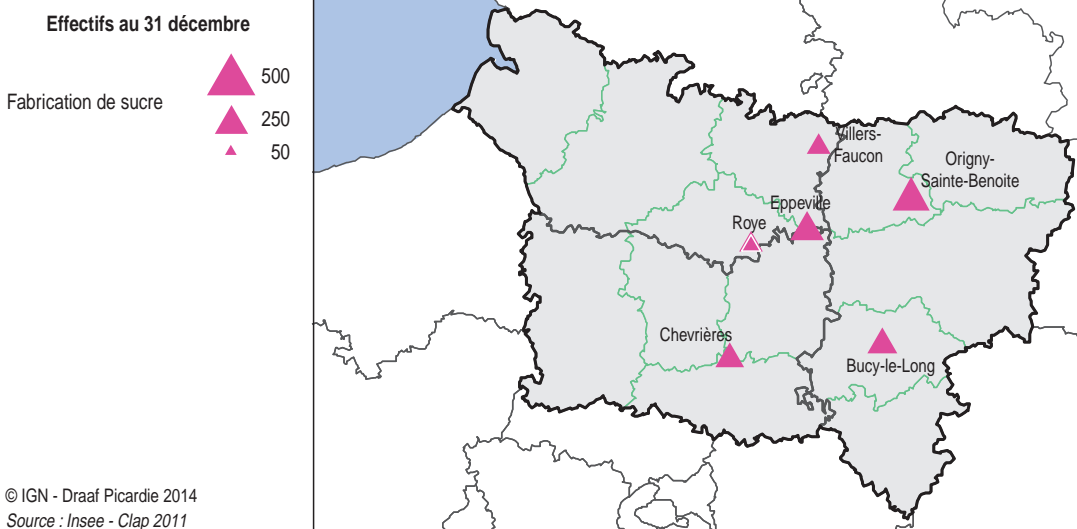 Effectifs au 31 décembre
Fabrication de sucre
500
250
50
Villers-
Faucon
Origny-
Sainte-Benoite
Eppeville
Roye
Chevrières
Bucy-le-Long
© IGN - Draaf Picardie 2014
Source : Insee - Clap 2011